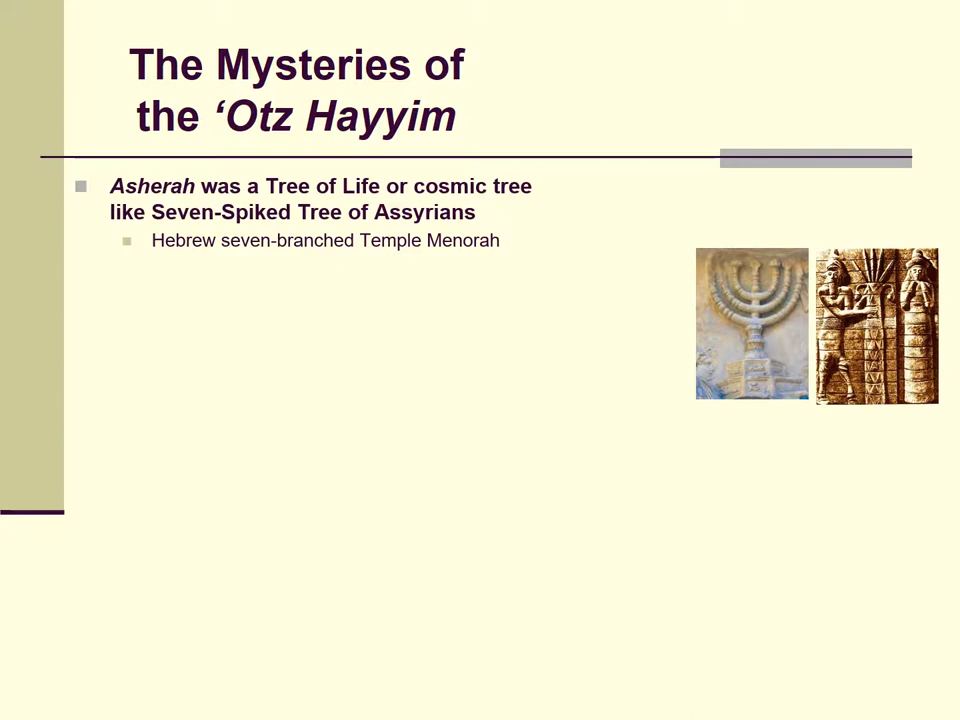 The Mysteries of
the ‘Otz Hayyim
Asherah was a Tree of Life or cosmic tree
like Seven-Spiked Tree of Assyrians
Hebrew seven-branched Temple Menorah